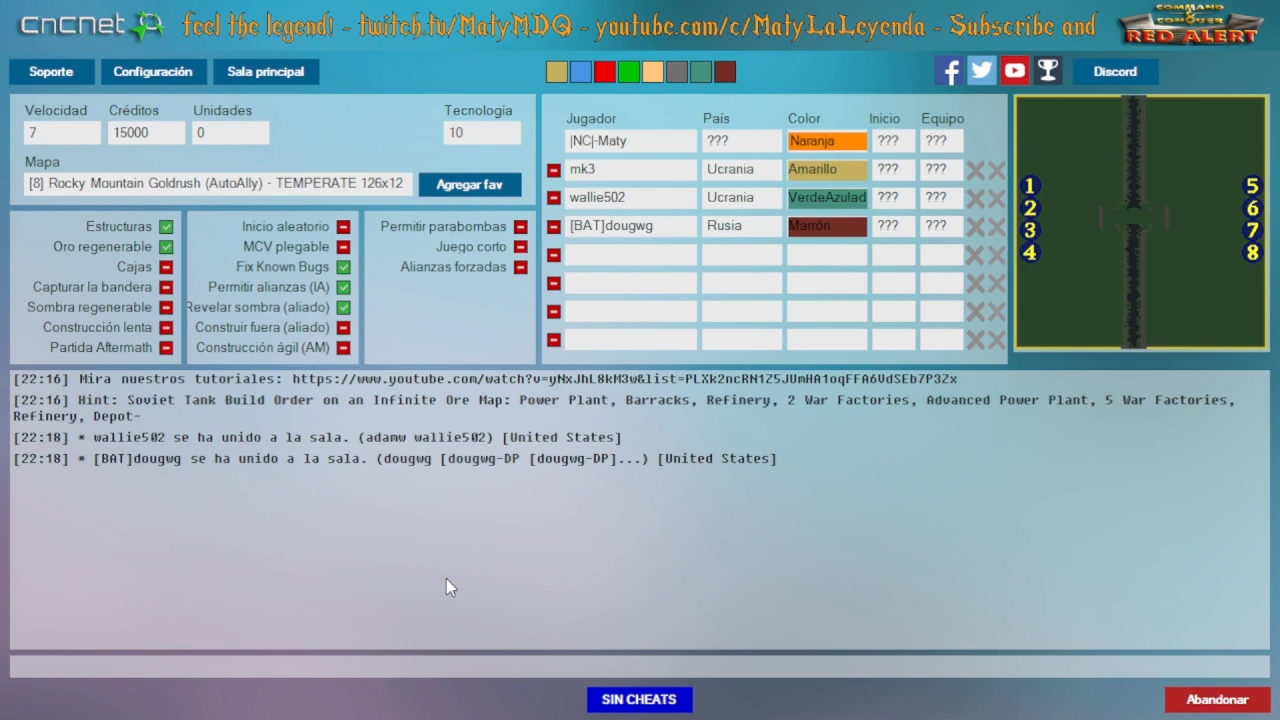 CnCNet
feel the legend! - twitch.tv/MatyMDQ - youtube.com/c/MatyLaLeyenda - Subscribe and
COMMAND & CONQUER
RED ALERT
Soporte
Configuración
Sala principal
Discord
Velocidad
Créditos
Unidades
Tecnología
7
15000
0
10
Mapa
[8] Rocky Mountain Goldrush (AutoAlly) - TEMPERATE 126x12
Agregar fav
Estructuras
Oro regenerable
Cajas
Capturar la bandera
Sombra regenerable
Construcción lenta
Partida Aftermath
Inicio aleatorio
MCV plegable
Fix Known Bugs
Permitir alianzas (IA)
Revelar sombra (aliado)
Construir fuera (aliado)
Construcción ágil (AM)
Permitir parabombas
Juego corto
Alianzas forzadas
Jugador País Color Inicio Equipo
|NC|-Maty ??? Naranja ??? ???
mk3 Ucrania Amarillo ??? ???
wallie502 Ucrania VerdeAzulad ??? ???
[BAT]dougwg Rusia Marrón ??? ???
1 5
2 6
3 7
4 8
[22:16] Mira nuestros tutoriales: https://www.youtube.com/watch?v=yNxJhL8kM3w&list=PLXk2ncRN1Z5JUmHA1oqFFA6VdSEb7P3Zx
[22:16] Hint: Soviet Tank Build Order on an Infinite Ore Map: Power Plant, Barracks, Refinery, 2 War Factories, Advanced Power Plant, 5 War Factories,
Refinery, Depot-
[22:18] * wallie502 se ha unido a la sala. (adamw wallie502) [United States]
[22:18] * [BAT]dougwg se ha unido a la sala. (dougwg [dougwg-DP [dougwg-DP]...) [United States]
SIN CHEATS
Abandonar